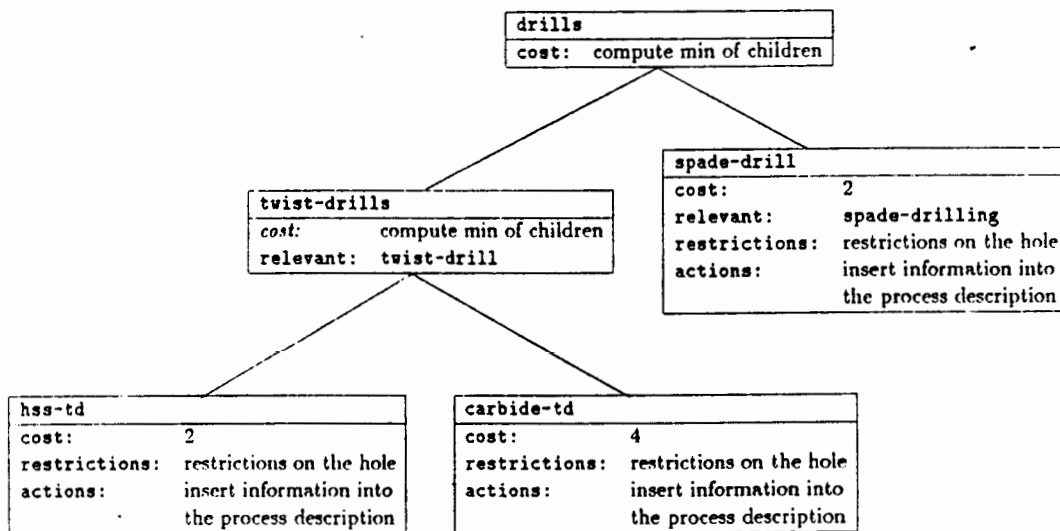 drills
cost: compute min of children
spade-drill
cost: 2
relevant: spade-drilling
restrictions: restrictions on the hole
actions: insert information into
the process description
twist-drills
cost: compute min of children
relevant: twist-drill
hss-td
cost: 2
restrictions: restrictions on the hole
actions: insert information into
the process description
carbide-td
cost: 4
restrictions: restrictions on the hole
actions: insert information into
the process description